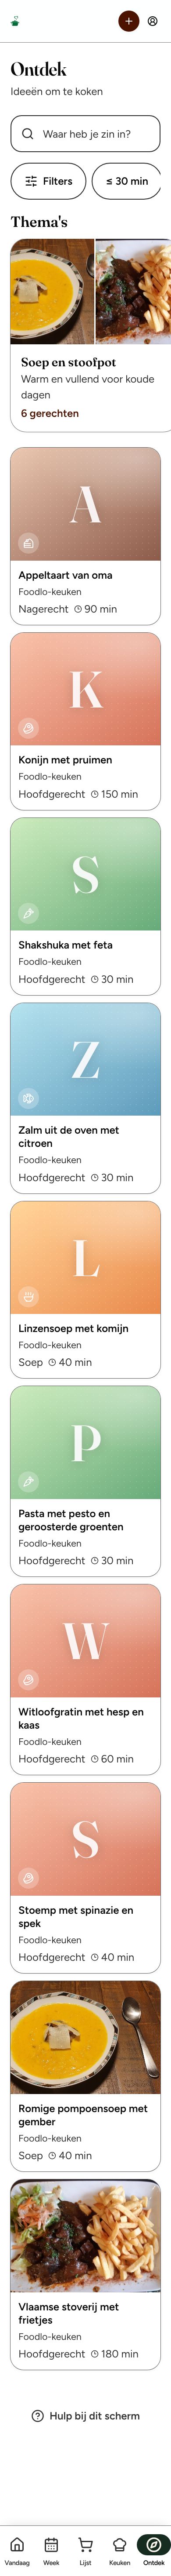 Ontdek
Ideeën om te koken
Waar heb je zin in?
Filters
≤ 30 min
Thema's
Soep en stoofpot
Warm en vullend voor koude
dagen
6 gerechten
A
Appeltaart van oma
Foodlo-keuken
Nagerecht 90 min
K
Konijn met pruimen
Foodlo-keuken
Hoofdgerecht 150 min
S
Shakshuka met feta
Foodlo-keuken
Hoofdgerecht 30 min
Z
Zalm uit de oven met
citroen
Foodlo-keuken
Hoofdgerecht 30 min
L
Linzensoep met komijn
Foodlo-keuken
Soep 40 min
P
Pasta met pesto en
geroosterde groenten
Foodlo-keuken
Hoofdgerecht 30 min
W
Witloofgratin met hesp en
kaas
Foodlo-keuken
Hoofdgerecht 60 min
S
Stoemp met spinazie en
spek
Foodlo-keuken
Hoofdgerecht 40 min
Romige pompoensoep met
gember
Foodlo-keuken
Soep 40 min
Vlaamse stoverij met
frietjes
Foodlo-keuken
Hoofdgerecht 180 min
Hulp bij dit scherm
Vandaag Week Lijst Keuken Ontdek